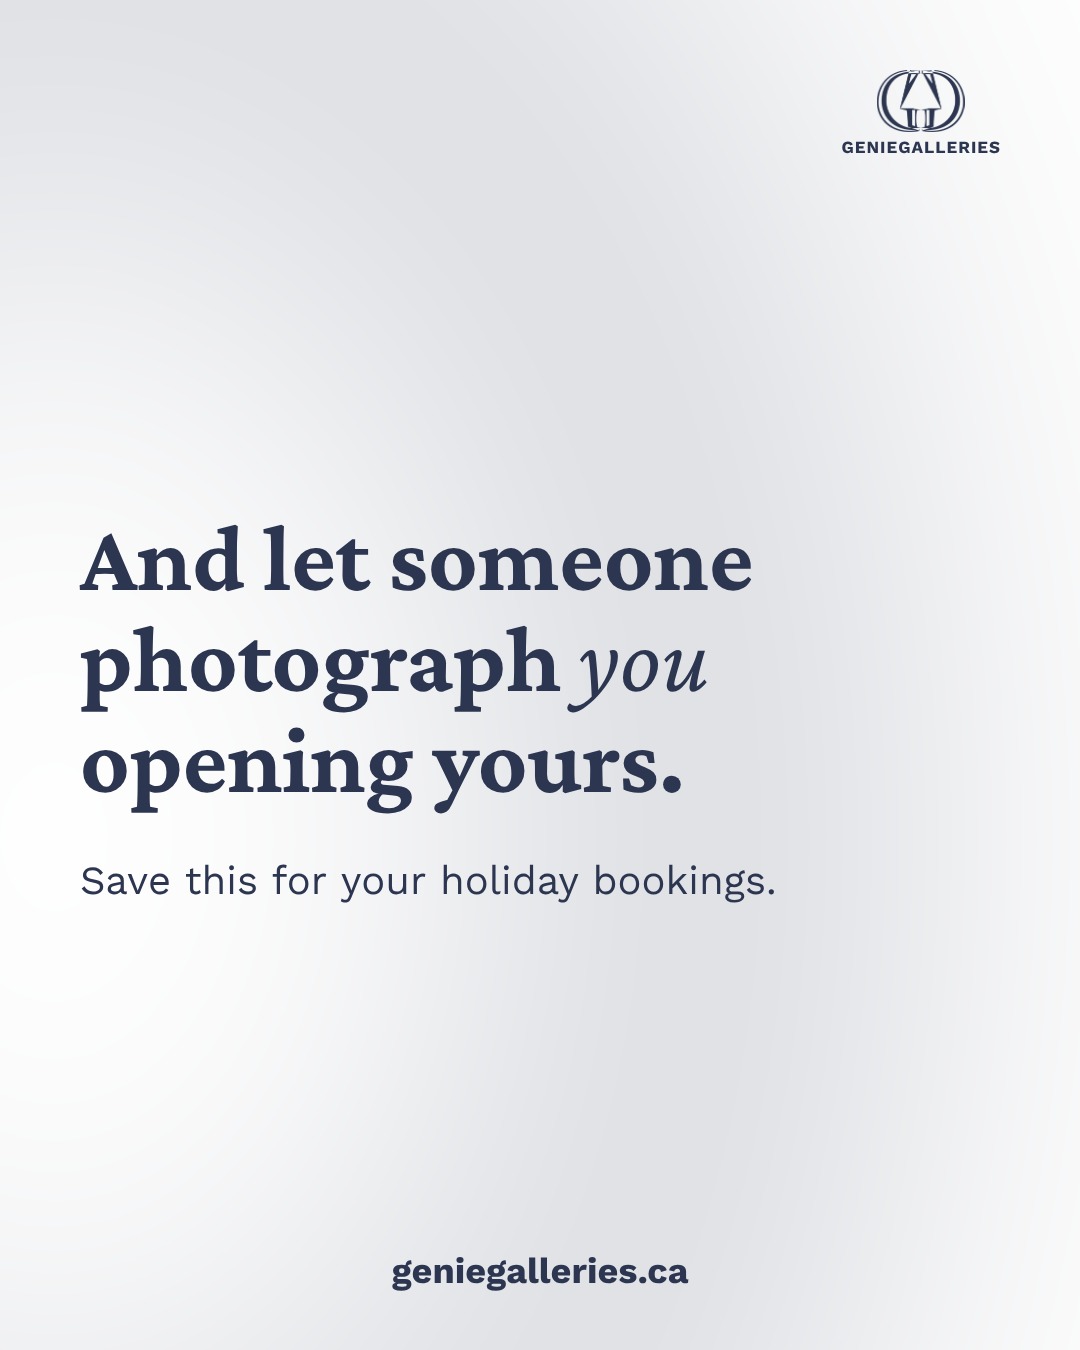 GENIEGALLERIES
And let someone
photograph you
opening yours.
Save this for your holiday bookings.
geniegalleries.ca